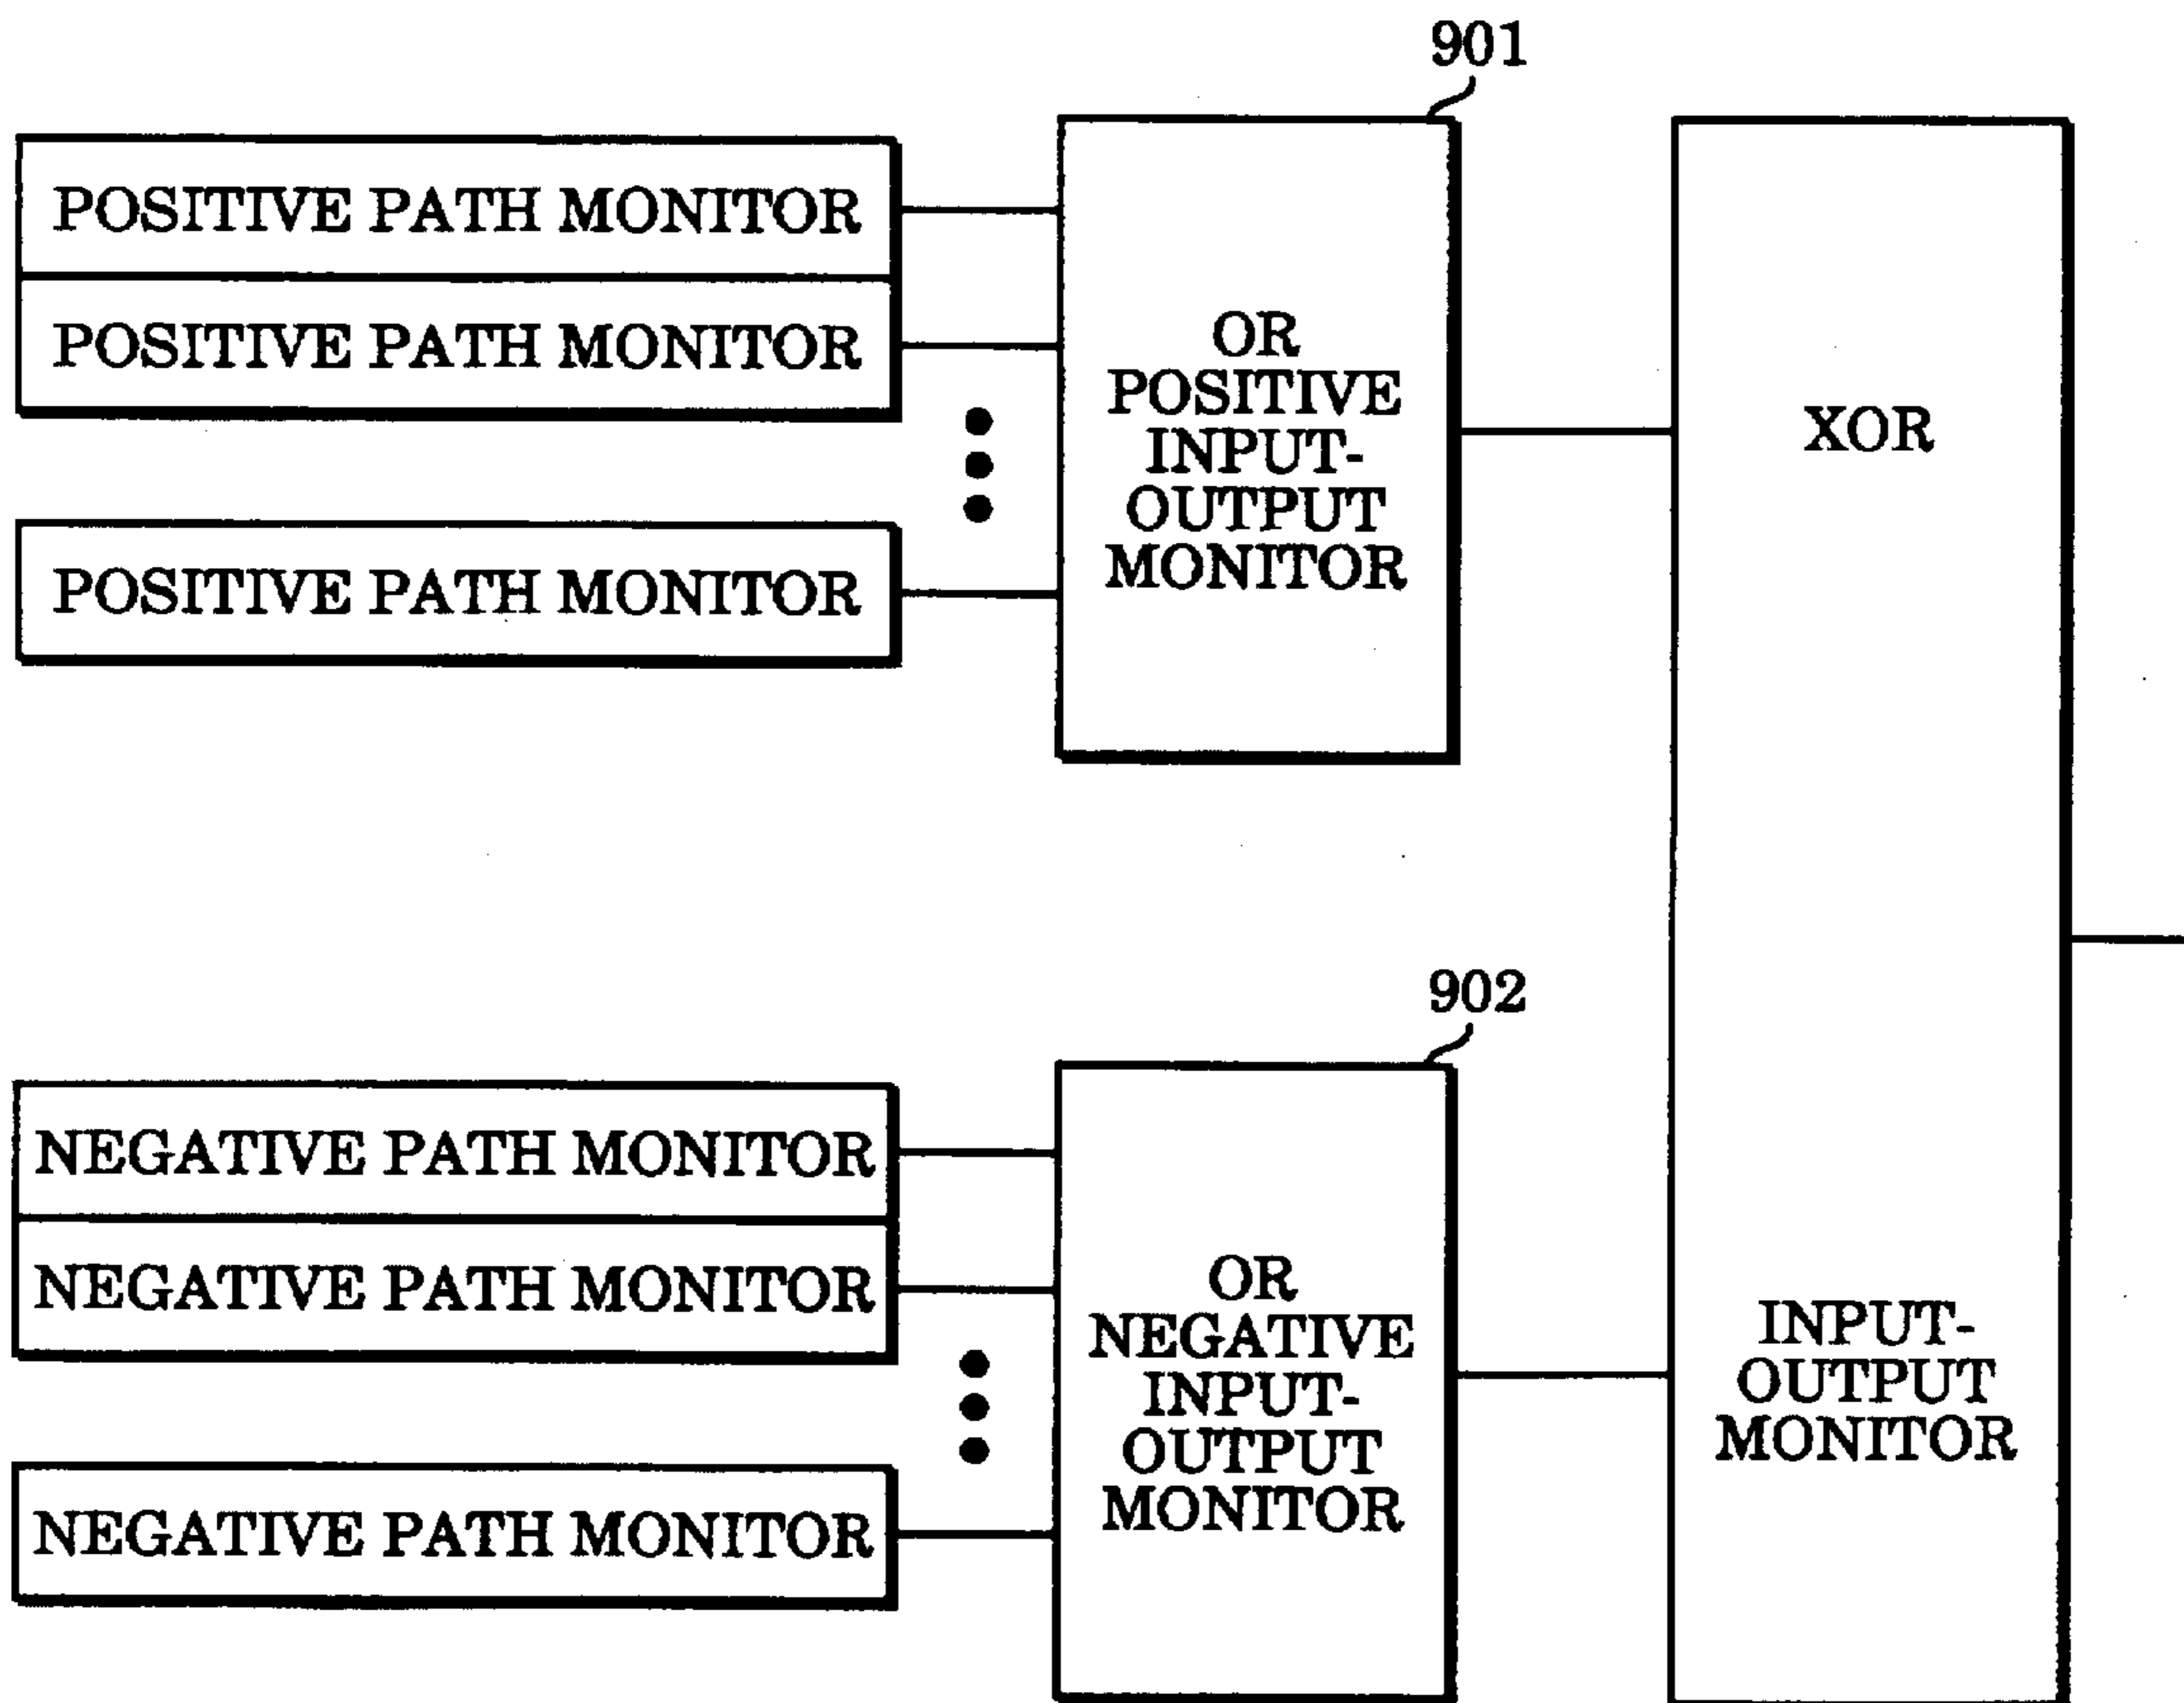 901
POSITIVE PATH MONITOR
POSITIVE PATH MONITOR
POSITIVE PATH MONITOR
OR
POSITIVE
INPUT-
OUTPUT
MONITOR
XOR
902
NEGATIVE PATH MONITOR
NEGATIVE PATH MONITOR
NEGATIVE PATH MONITOR
OR
NEGATIVE
INPUT-
OUTPUT
MONITOR
INPUT-
OUTPUT
MONITOR